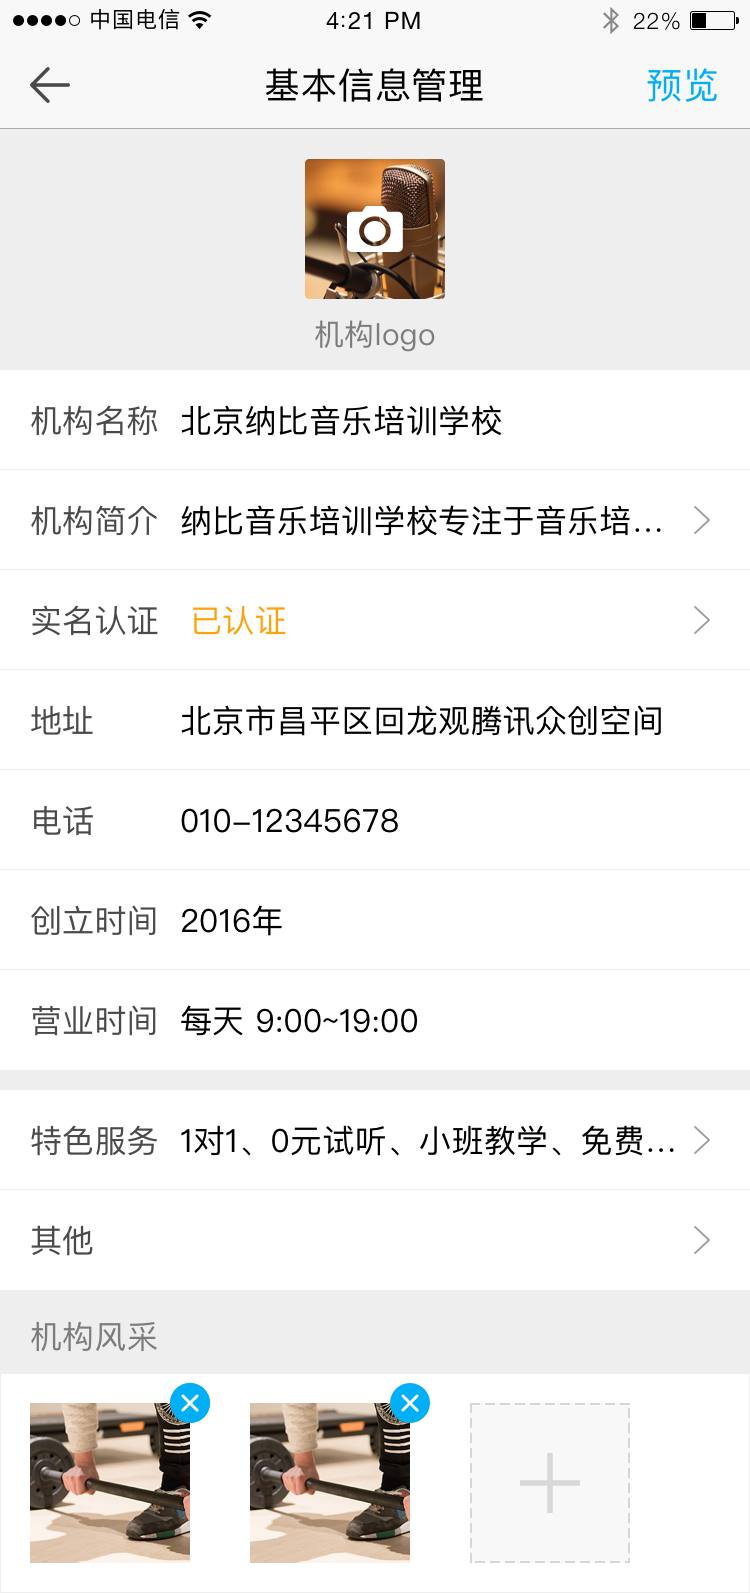 中国电信 4:21 PM 22%
基本信息管理 预览
机构logo
机构名称 北京纳比音乐培训学校
机构简介 纳比音乐培训学校专注于音乐培...
实名认证 已认证
地址 北京市昌平区回龙观腾讯众创空间
电话 010-12345678
创立时间 2016年
营业时间 每天 9:00~19:00
特色服务 1对1、0元试听、小班教学、免费...
其他
机构风采